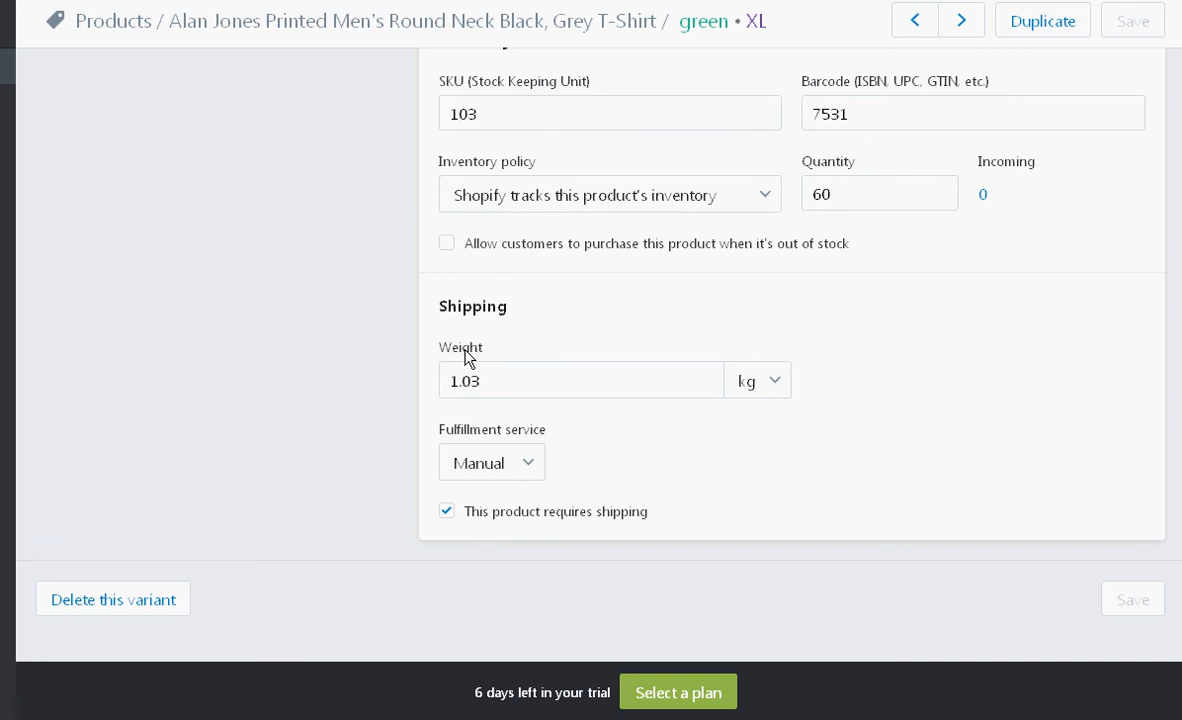 Products / Alan Jones Printed Men's Round Neck Black, Grey T-Shirt / green • XL
Duplicate
Save
SKU (Stock Keeping Unit)
Barcode (ISBN, UPC, GTIN, etc.)
103
7531
Inventory policy
Quantity
Incoming
Shopify tracks this product's inventory
60
0
Allow customers to purchase this product when it's out of stock
Shipping
Weight
1.03
kg
Fulfillment service
Manual
This product requires shipping
Delete this variant
Save
6 days left in your trial
Select a plan